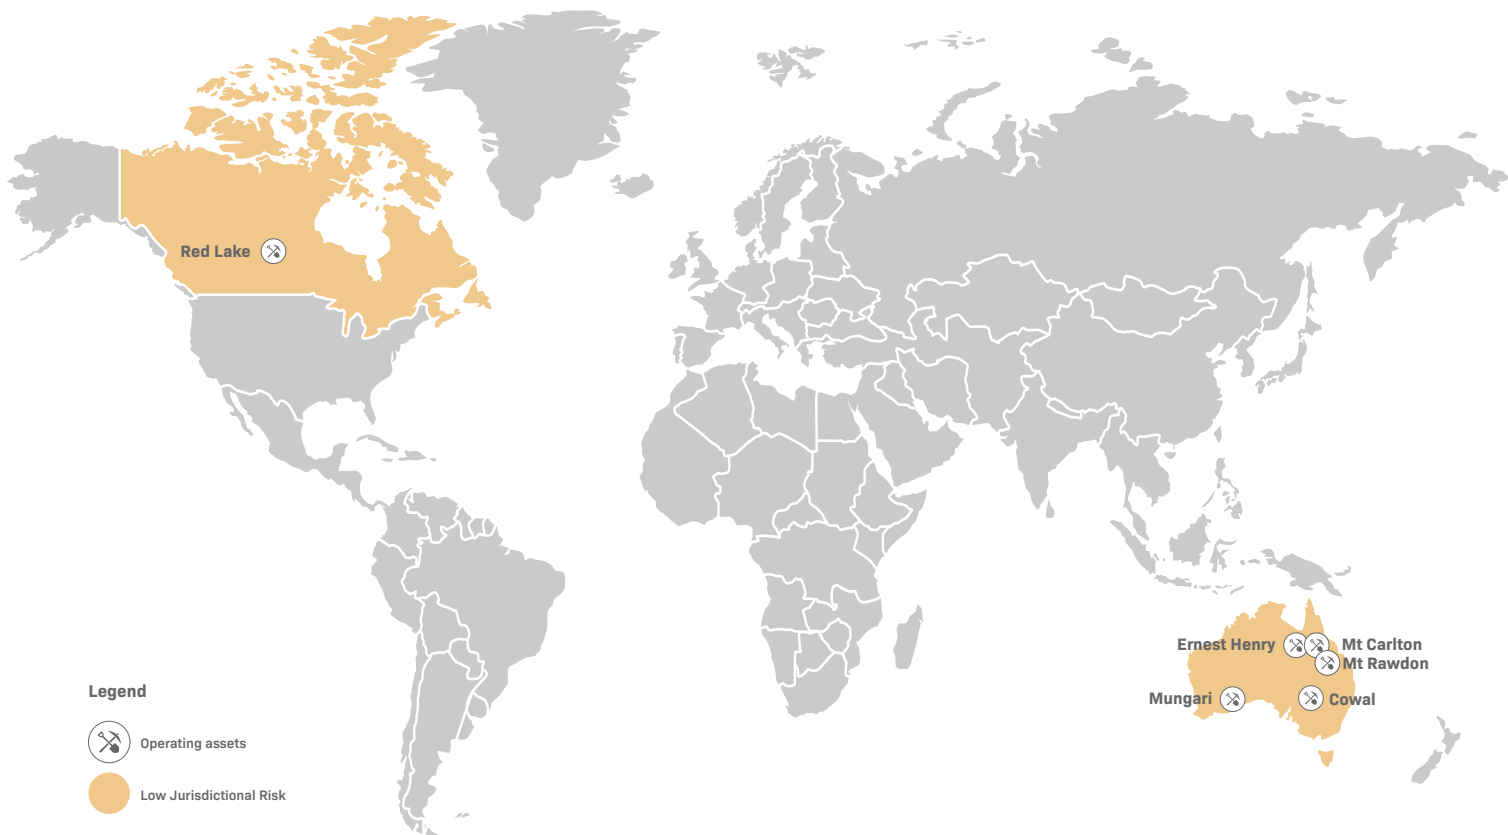 Red Lake
Ernest Henry
Mt Carlton
Mt Rawdon
Mungari
Cowal
Legend
Operating assets
Low Jurisdictional Risk